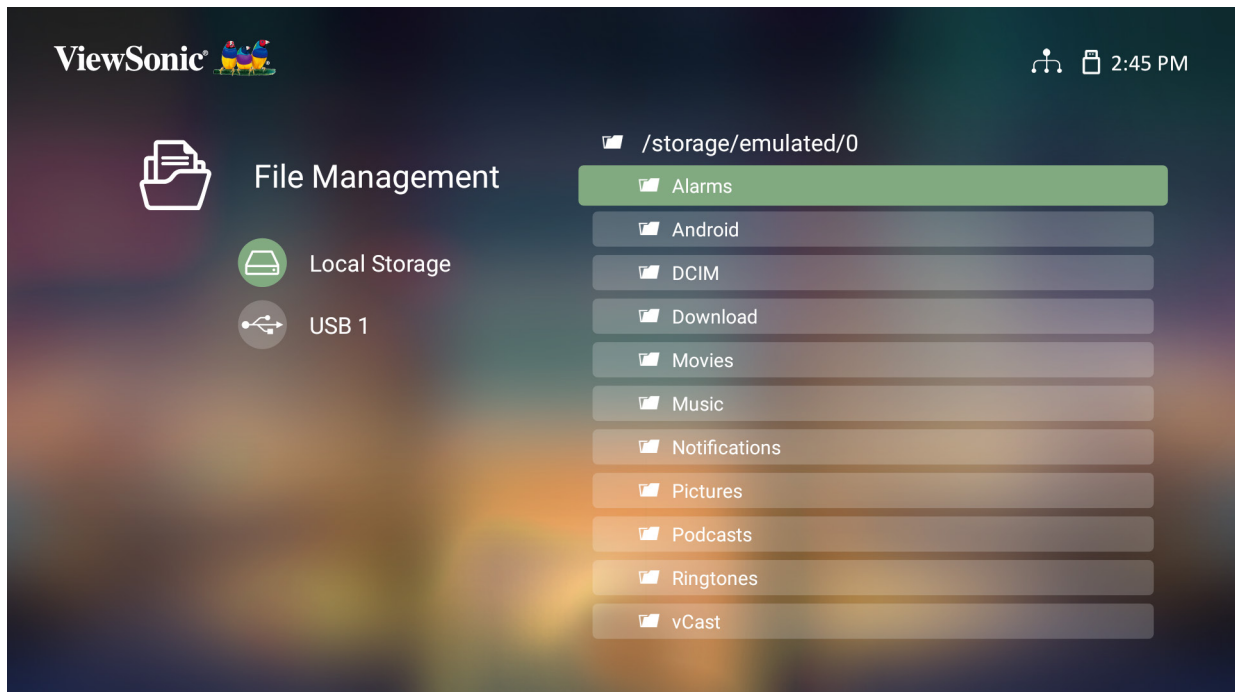 ViewSonic®
2:45 PM
File Management
Local Storage
USB 1
/storage/emulated/0
Alarms
Android
DCIM
Download
Movies
Music
Notifications
Pictures
Podcasts
Ringtones
vCast